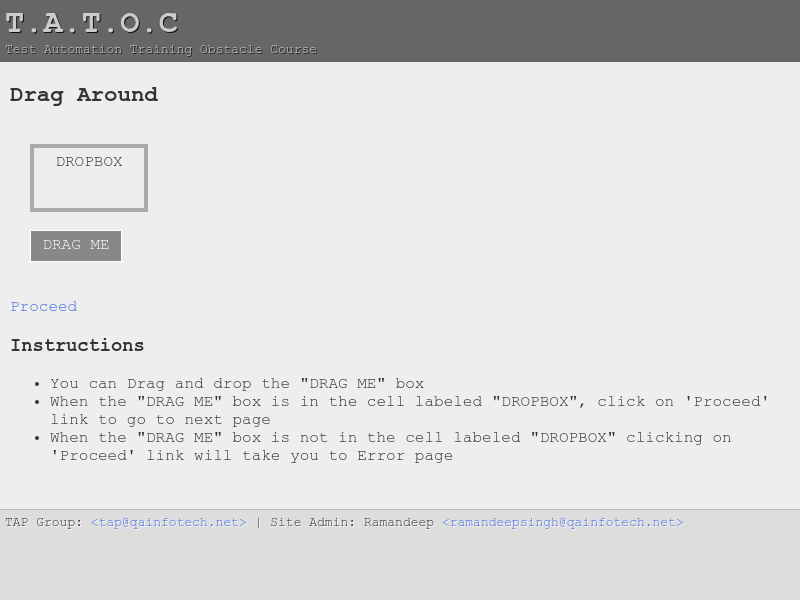 T.A.T.O.C
Test Automation Training Obstacle Course
Drag Around
DROPBOX
DRAG ME
Proceed
Instructions
• You can Drag and drop the "DRAG ME" box
• When the "DRAG ME" box is in the cell labeled "DROPBOX", click on 'Proceed'
link to go to next page
• When the "DRAG ME" box is not in the cell labeled "DROPBOX" clicking on
'Proceed' link will take you to Error page
TAP Group: <tap@qainfotech.net> | Site Admin: Ramandeep <ramandeepsingh@qainfotech.net>